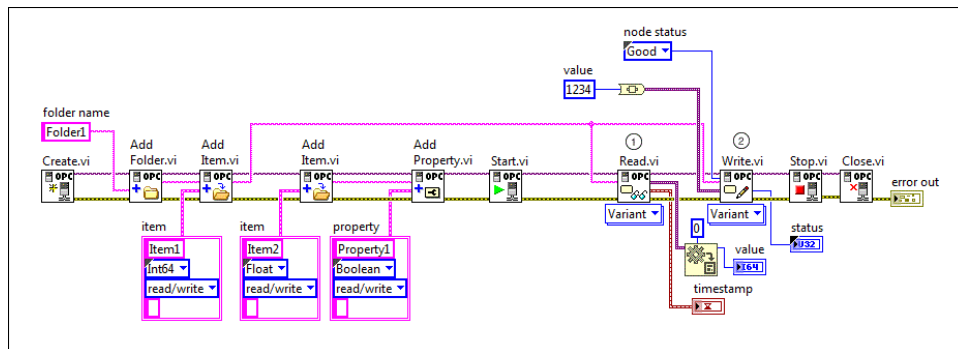 node status
Good
value
1234
folder name
Folder1
Create.vi
Add
Folder.vi
Add
Item.vi
Add
Item.vi
Add
Property.vi
Start.vi
1
Read.vi
2
Write.vi
Stop.vi
Close.vi
OPC
OPC
OPC
OPC
OPC
OPC
OPC
OPC
OPC
OPC
error out
Variant
Variant
item
Item1
Int64
read/write
item
Item2
Float
read/write
property
Property1
Boolean
read/write
0
value
I64
status
U32
timestamp